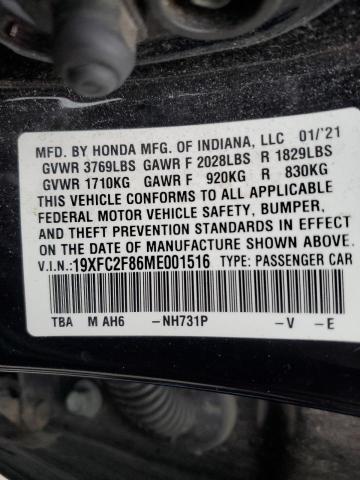 MFD. BY HONDA MFG. OF INDIANA, LLC 01/'21
GVWR 3769LBS GAWR F 2028LBS R 1829LBS
GVWR 1710KG GAWR F 920KG R 830KG
THIS VEHICLE CONFORMS TO ALL APPLICABLE
FEDERAL MOTOR VEHICLE SAFETY, BUMPER,
AND THEFT PREVENTION STANDARDS IN EFFECT
ON THE DATE OF MANUFACTURE SHOWN ABOVE.
V.I.N.:19XFC2F86ME001516 TYPE: PASSENGER CAR
TBA M AH6 -NH731P -V -E